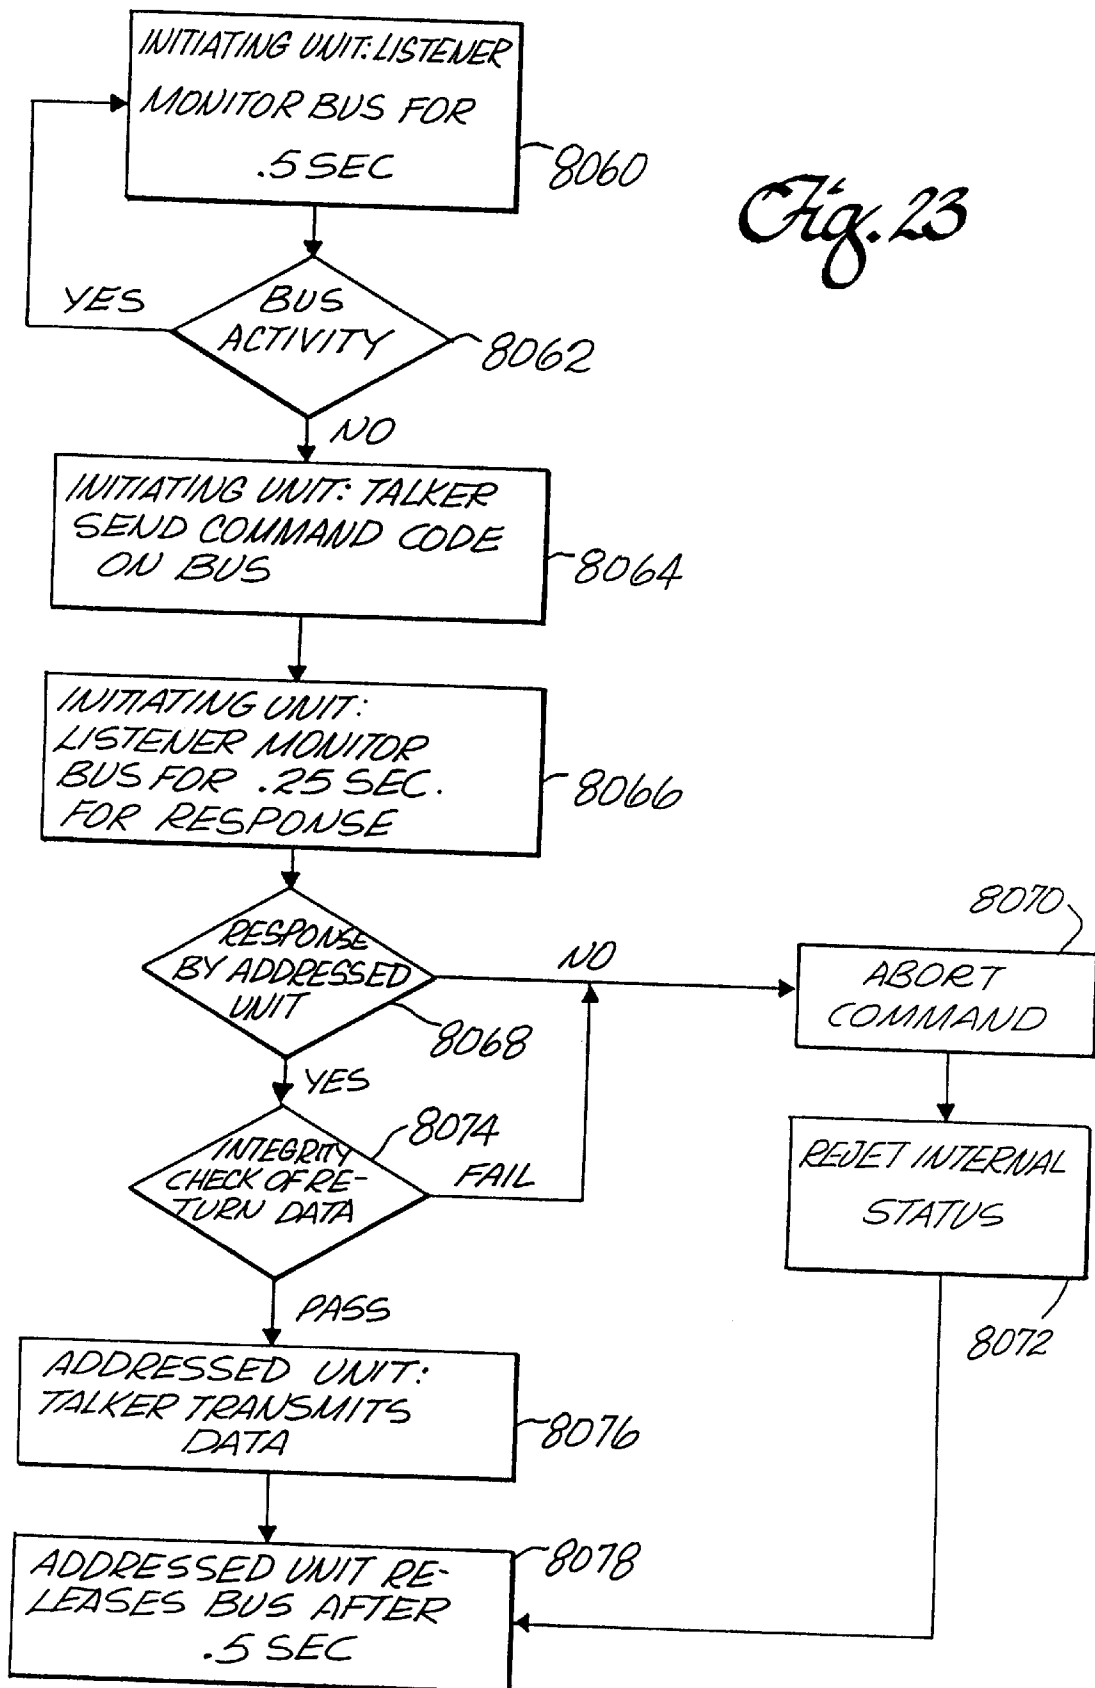 INITIATING UNIT: LISTENER
MONITOR BUS FOR
.5 SEC
8060
Fig. 23
YES
BUS
ACTIVITY
8062
NO
INITIATING UNIT: TALKER
SEND COMMAND CODE
ON BUS
8064
INITIATING UNIT:
LISTENER MONITOR
BUS FOR .25 SEC.
FOR RESPONSE
8066
RESPONSE
BY ADDRESSED
UNIT
8068
NO
8070
ABORT
COMMAND
YES
INTEGRITY
CHECK OF RE-
TURN DATA
8074
FAIL
REJET INTERNAL
STATUS
8072
PASS
ADDRESSED UNIT:
TALKER TRANSMITS
DATA
8076
ADDRESSED UNIT RE-
LEASES BUS AFTER
.5 SEC
8078